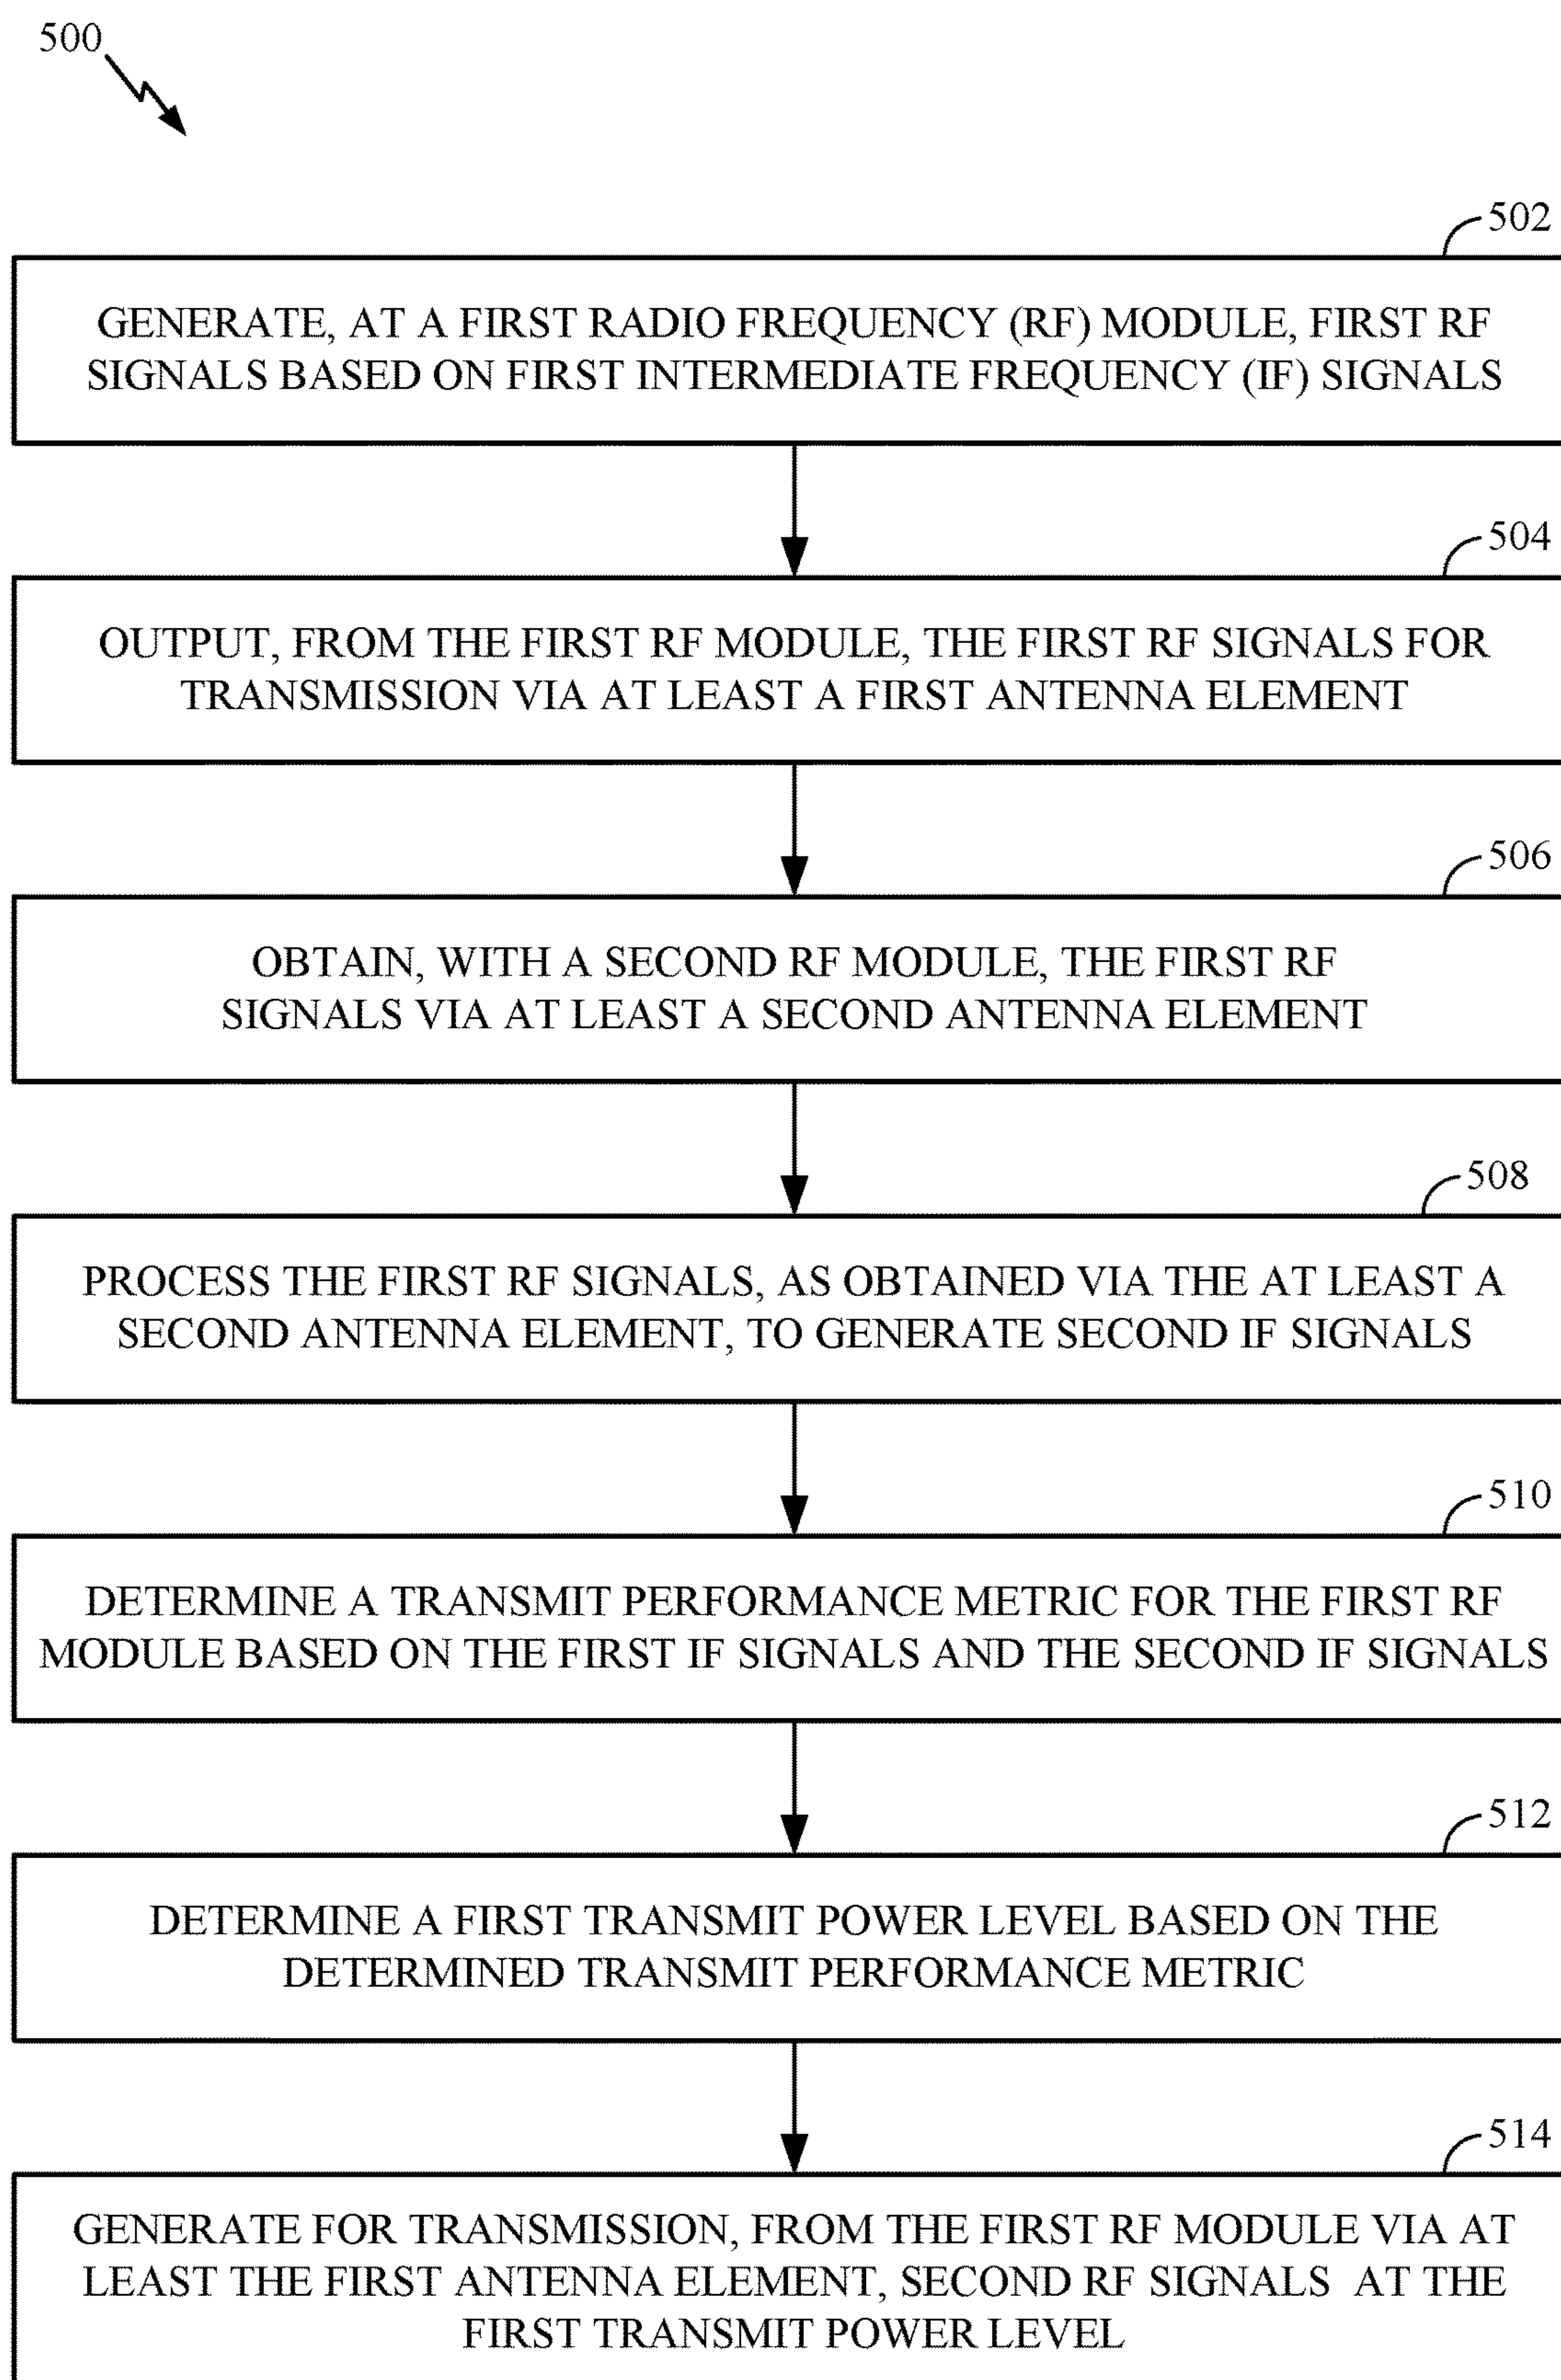 500
502
GENERATE, AT A FIRST RADIO FREQUENCY (RF) MODULE, FIRST RF
SIGNALS BASED ON FIRST INTERMEDIATE FREQUENCY (IF) SIGNALS
504
OUTPUT, FROM THE FIRST RF MODULE, THE FIRST RF SIGNALS FOR
TRANSMISSION VIA AT LEAST A FIRST ANTENNA ELEMENT
506
OBTAIN, WITH A SECOND RF MODULE, THE FIRST RF
SIGNALS VIA AT LEAST A SECOND ANTENNA ELEMENT
508
PROCESS THE FIRST RF SIGNALS, AS OBTAINED VIA THE AT LEAST A
SECOND ANTENNA ELEMENT, TO GENERATE SECOND IF SIGNALS
510
DETERMINE A TRANSMIT PERFORMANCE METRIC FOR THE FIRST RF
MODULE BASED ON THE FIRST IF SIGNALS AND THE SECOND IF SIGNALS
512
DETERMINE A FIRST TRANSMIT POWER LEVEL BASED ON THE
DETERMINED TRANSMIT PERFORMANCE METRIC
514
GENERATE FOR TRANSMISSION, FROM THE FIRST RF MODULE VIA AT
LEAST THE FIRST ANTENNA ELEMENT, SECOND RF SIGNALS AT THE
FIRST TRANSMIT POWER LEVEL